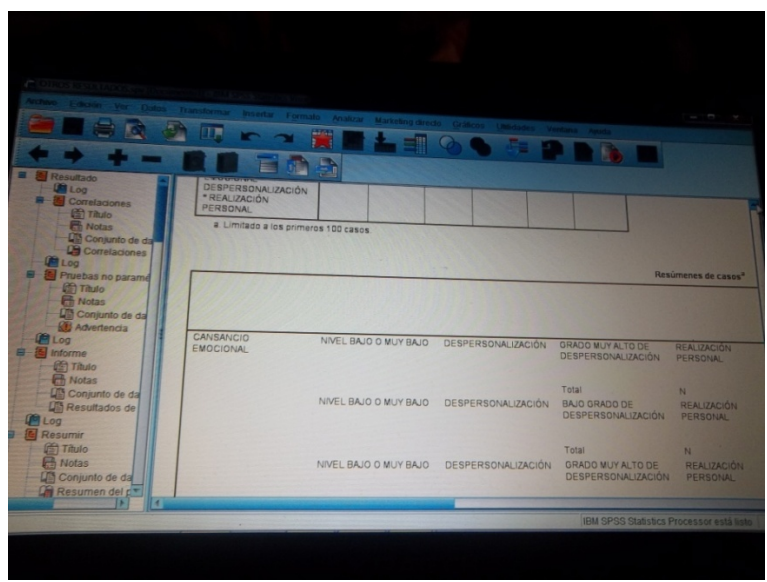 Archivo Edición Ver Datos Transformar Insertar Formato Analizar Marketing directo Gráficos Utilidades Ventana Ayuda
Resultado
Log
Correlaciones
Título
Notas
Conjunto de da
Correlaciones
Log
Pruebas no paramé
Título
Notas
Conjunto de da
Advertencia
Log
Informe
Título
Notas
Conjunto de da
Resultados de
Log
Resumir
Título
Notas
Conjunto de da
Resumen del p
DESPERSONALIZACIÓN
* REALIZACIÓN
PERSONAL
a. Limitado a los primeros 100 casos.
Resúmenes de casosª
CANSANCIO EMOCIONAL
NIVEL BAJO O MUY BAJO DESPERSONALIZACIÓN GRADO MUY ALTO DE REALIZACIÓN
DESPERSONALIZACIÓN PERSONAL
Total N
NIVEL BAJO O MUY BAJO DESPERSONALIZACIÓN BAJO GRADO DE REALIZACIÓN
DESPERSONALIZACIÓN PERSONAL
Total N
NIVEL BAJO O MUY BAJO DESPERSONALIZACIÓN GRADO MUY ALTO DE REALIZACIÓN
DESPERSONALIZACIÓN PERSONAL
IBM SPSS Statistics Processor está listo